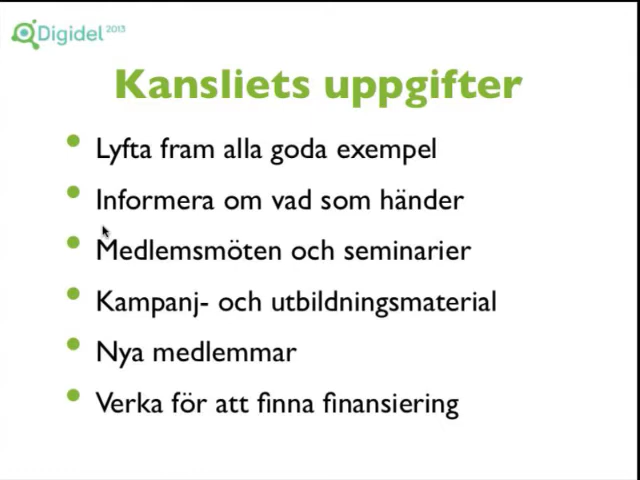 Digidel 2013
Kansliets uppgifter
• Lyfta fram alla goda exempel
• Informera om vad som händer
• Medlemsmöten och seminarier
• Kampanj- och utbildningsmaterial
• Nya medlemmar
• Verka för att finna finansiering